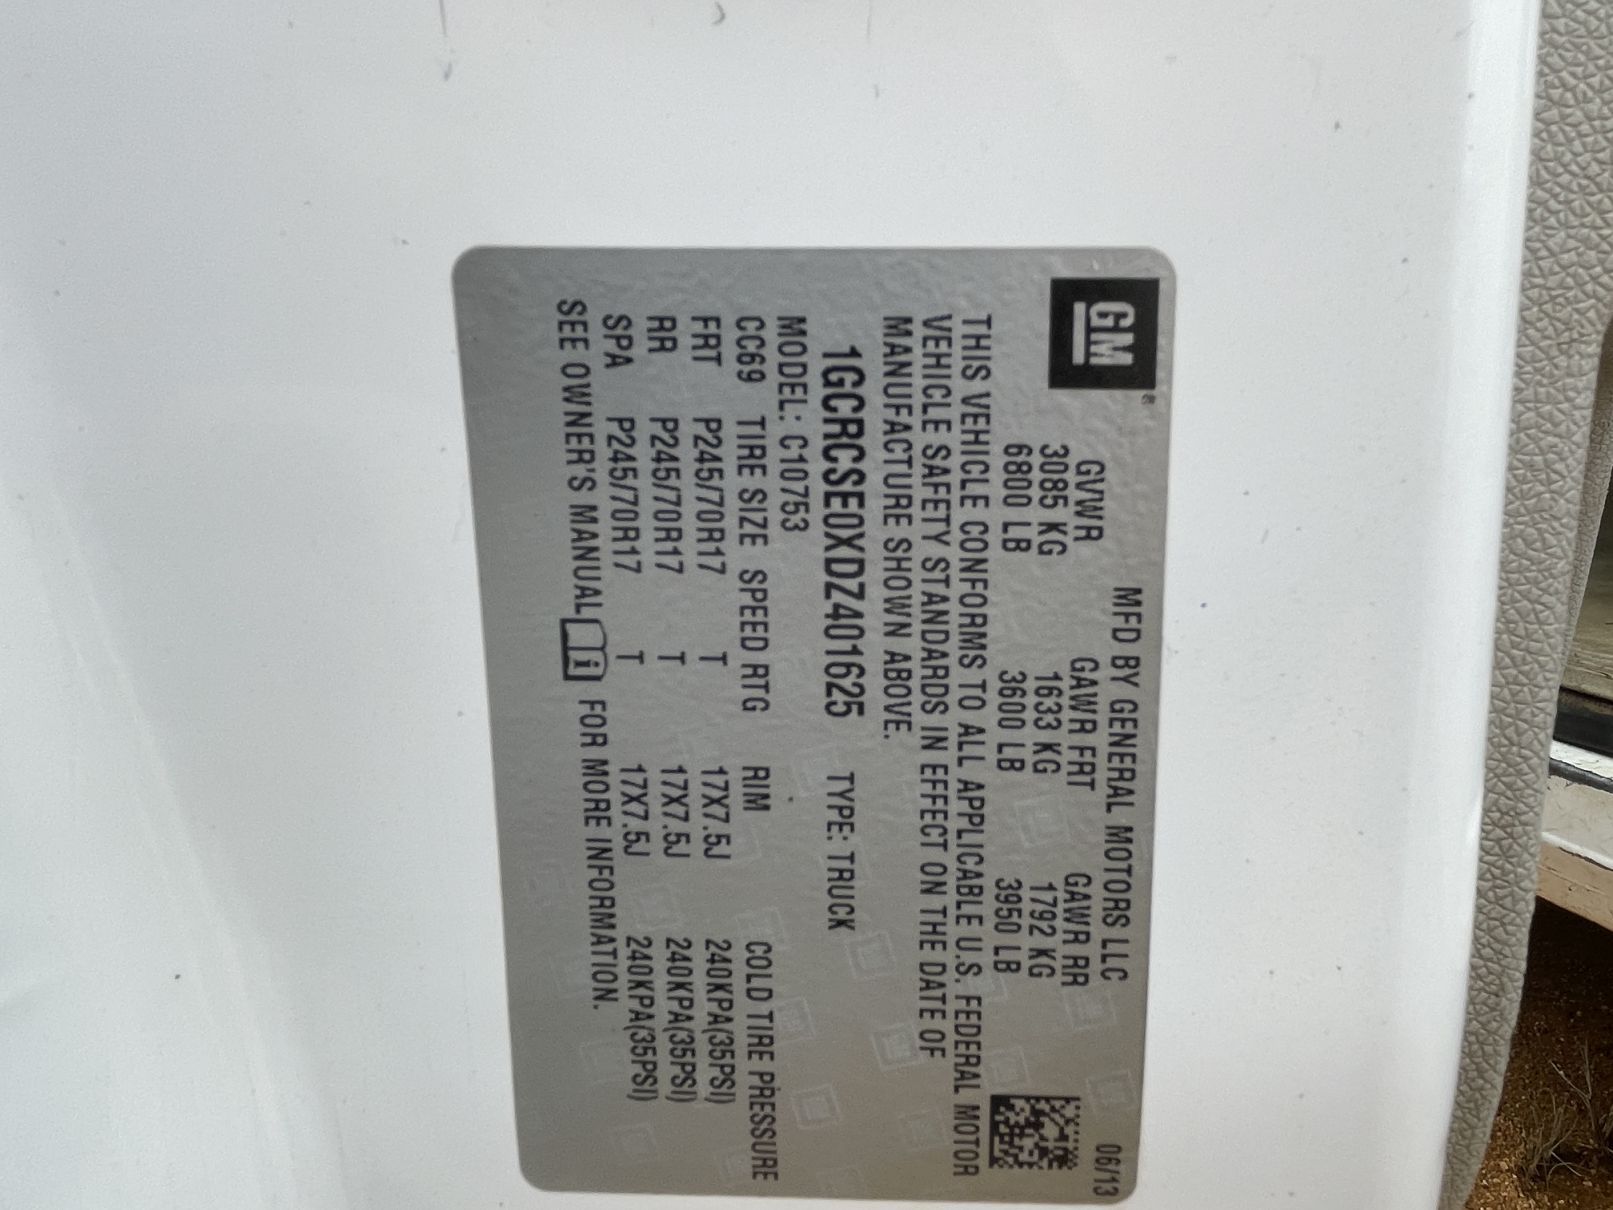 GM®
MFD BY GENERAL MOTORS LLC 06/13
GVWR GAWR FRT GAWR RR
3085 KG 1633 KG 1792 KG
6800 LB 3600 LB 3950 LB
THIS VEHICLE CONFORMS TO ALL APPLICABLE U.S. FEDERAL MOTOR
VEHICLE SAFETY STANDARDS IN EFFECT ON THE DATE OF
MANUFACTURE SHOWN ABOVE.
1GCRCSE0XDZ401625 TYPE: TRUCK
MODEL: C10753
CC69 TIRE SIZE SPEED RTG RIM COLD TIRE PRESSURE
FRT P245/70R17 T 17X7.5J 240KPA(35PSI)
RR P245/70R17 T 17X7.5J 240KPA(35PSI)
SPA P245/70R17 T 17X7.5J 240KPA(35PSI)
SEE OWNER'S MANUAL i FOR MORE INFORMATION.